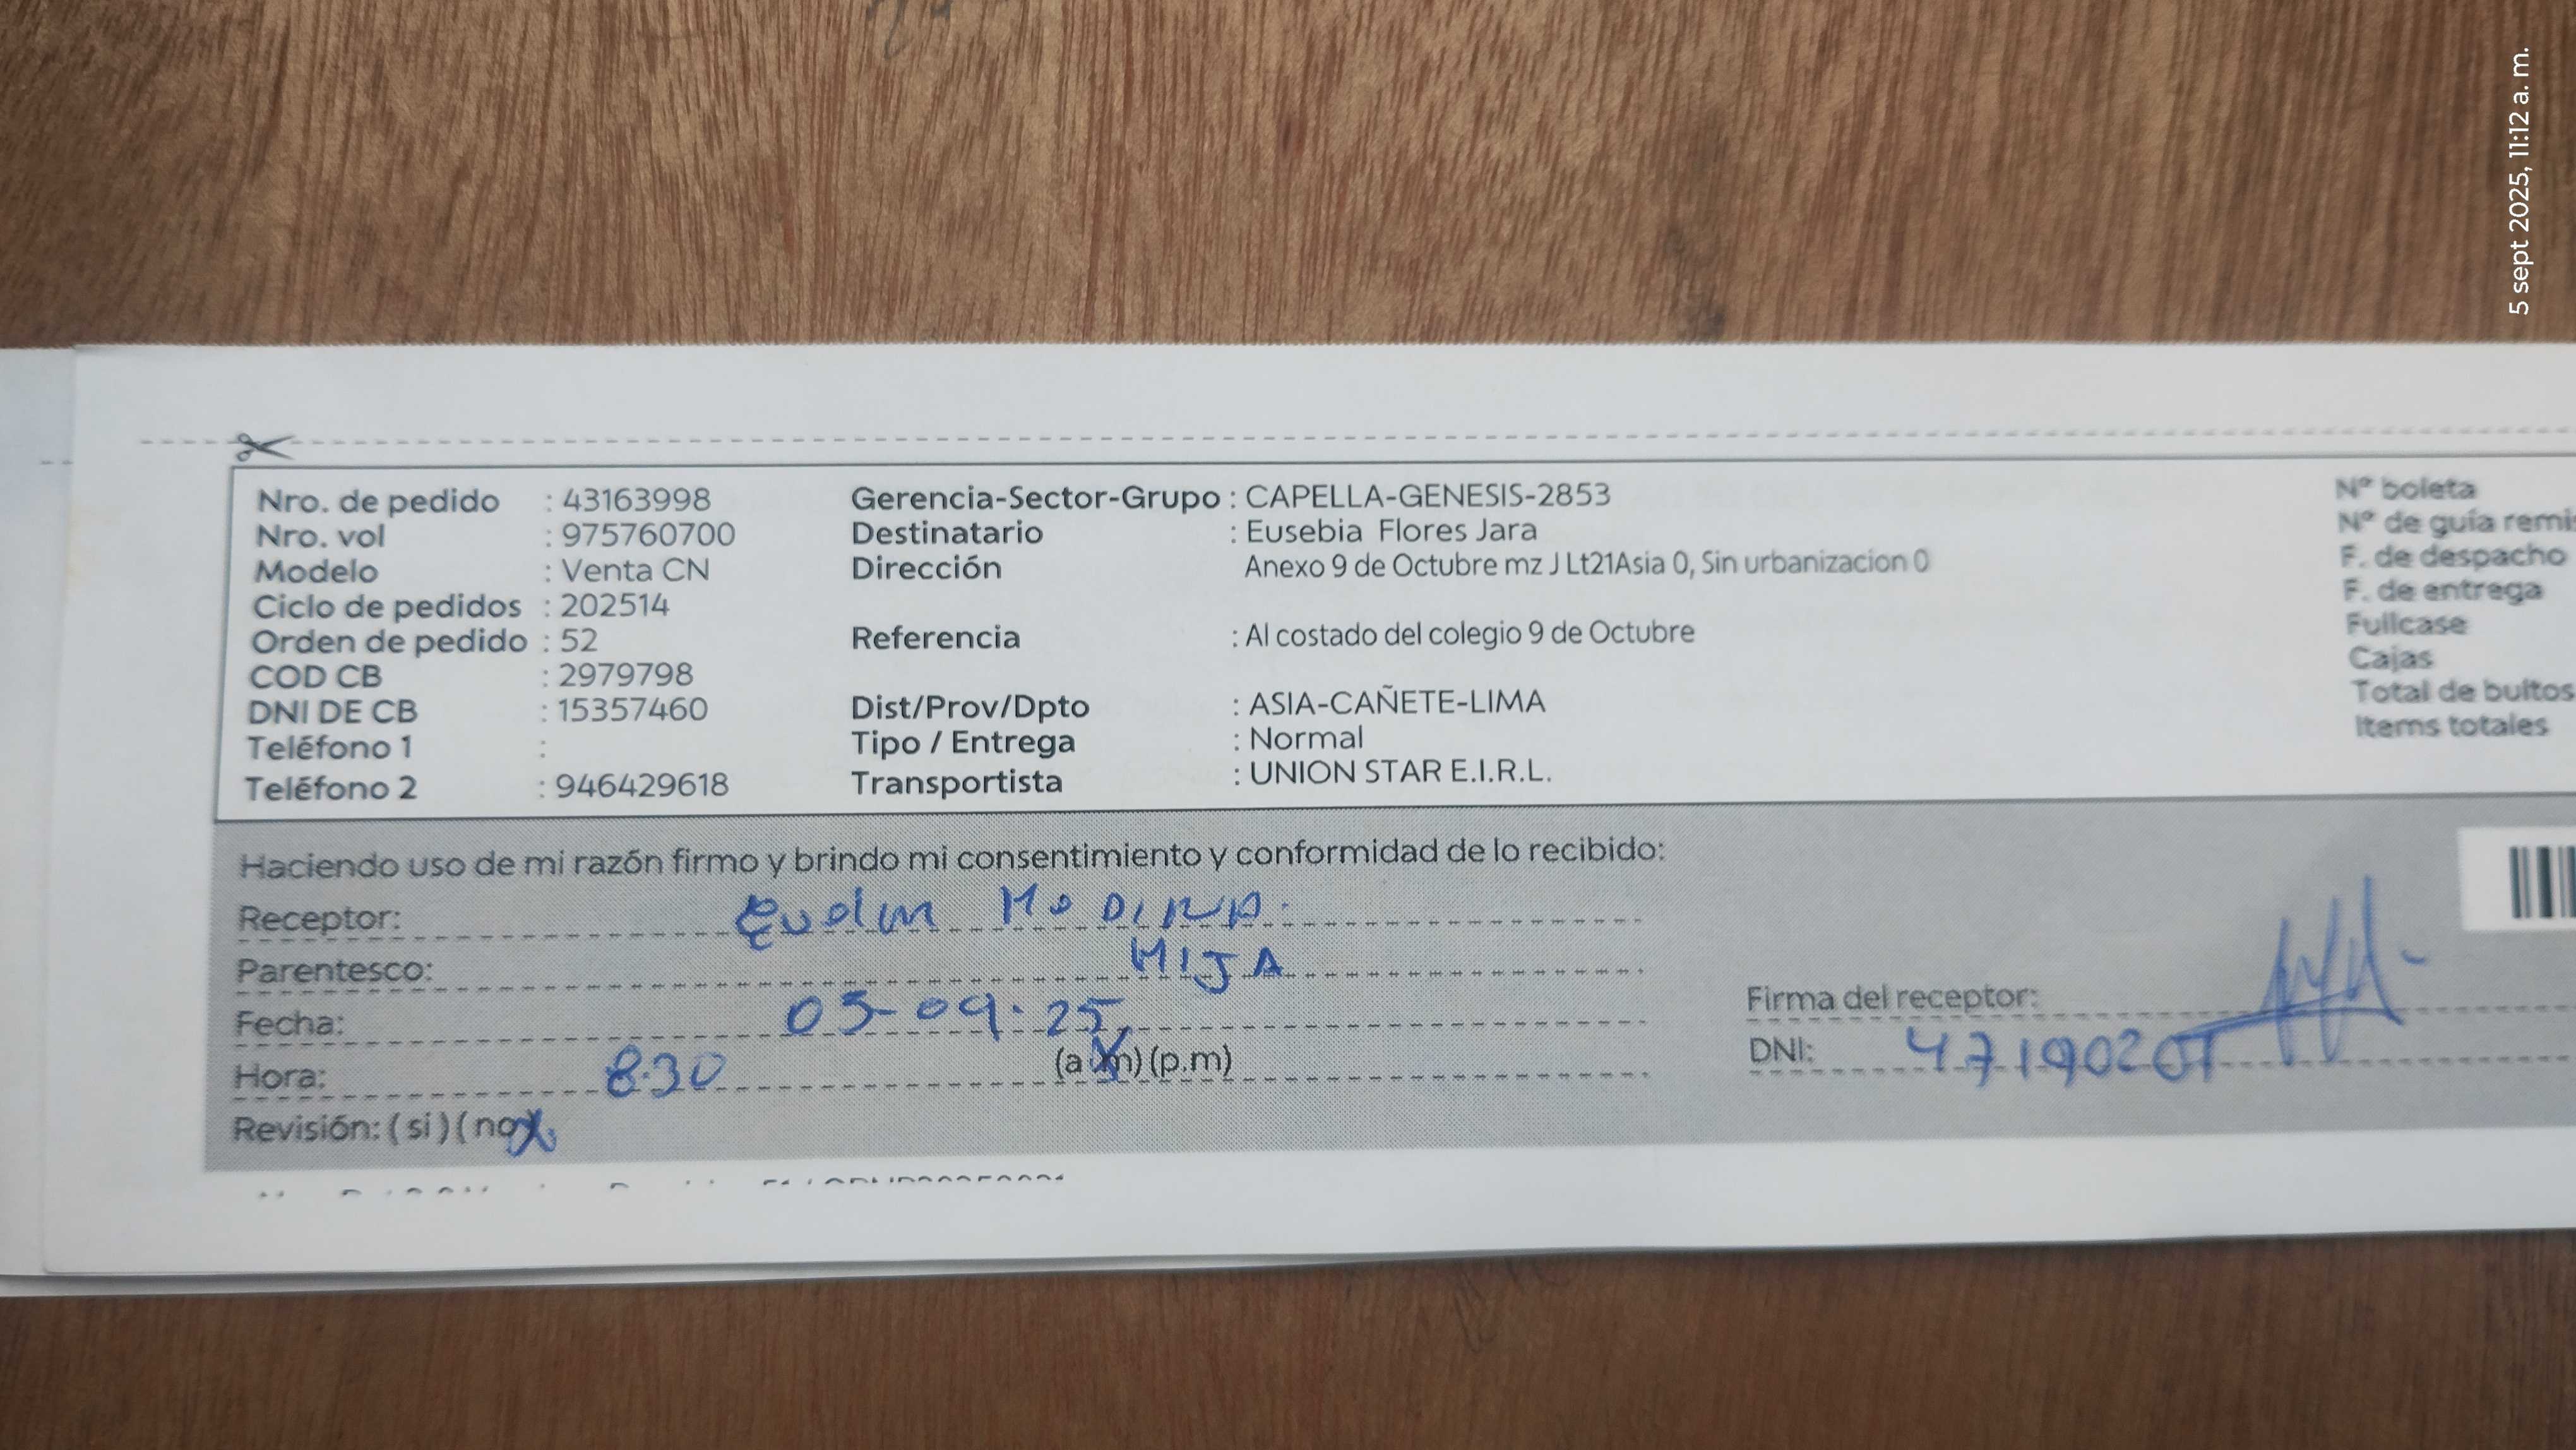 5 sept 2025, 11:12 a. m.
Nro. de pedido : 43163998
Nro. vol : 975760700
Modelo : Venta CN
Ciclo de pedidos : 202514
Orden de pedido : 52
COD CB : 2979798
DNI DE CB : 15357460
Teléfono 1 :
Teléfono 2 : 946429618
Gerencia-Sector-Grupo : CAPELLA-GENESIS-2853
Destinatario : Eusebia Flores Jara
Dirección Anexo 9 de Octubre mz J Lt21Asia 0, Sin urbanizacion 0
Referencia : Al costado del colegio 9 de Octubre
Dist/Prov/Dpto : ASIA-CAÑETE-LIMA
Tipo / Entrega : Normal
Transportista : UNION STAR E.I.R.L.
Nº boleta
Nº de guía
F. de despacho
F. de entrega
Fullcase
Cajas
Total de bultos
Items totales
Haciendo uso de mi razón firmo y brindo mi consentimiento y conformidad de lo recibido:
Receptor:
Parentesco: HIJA
Fecha: 05-09-25
Hora: 8:30 (a.m) (p.m)
Revisión: ( si ) ( no )
Firma del receptor:
DNI: